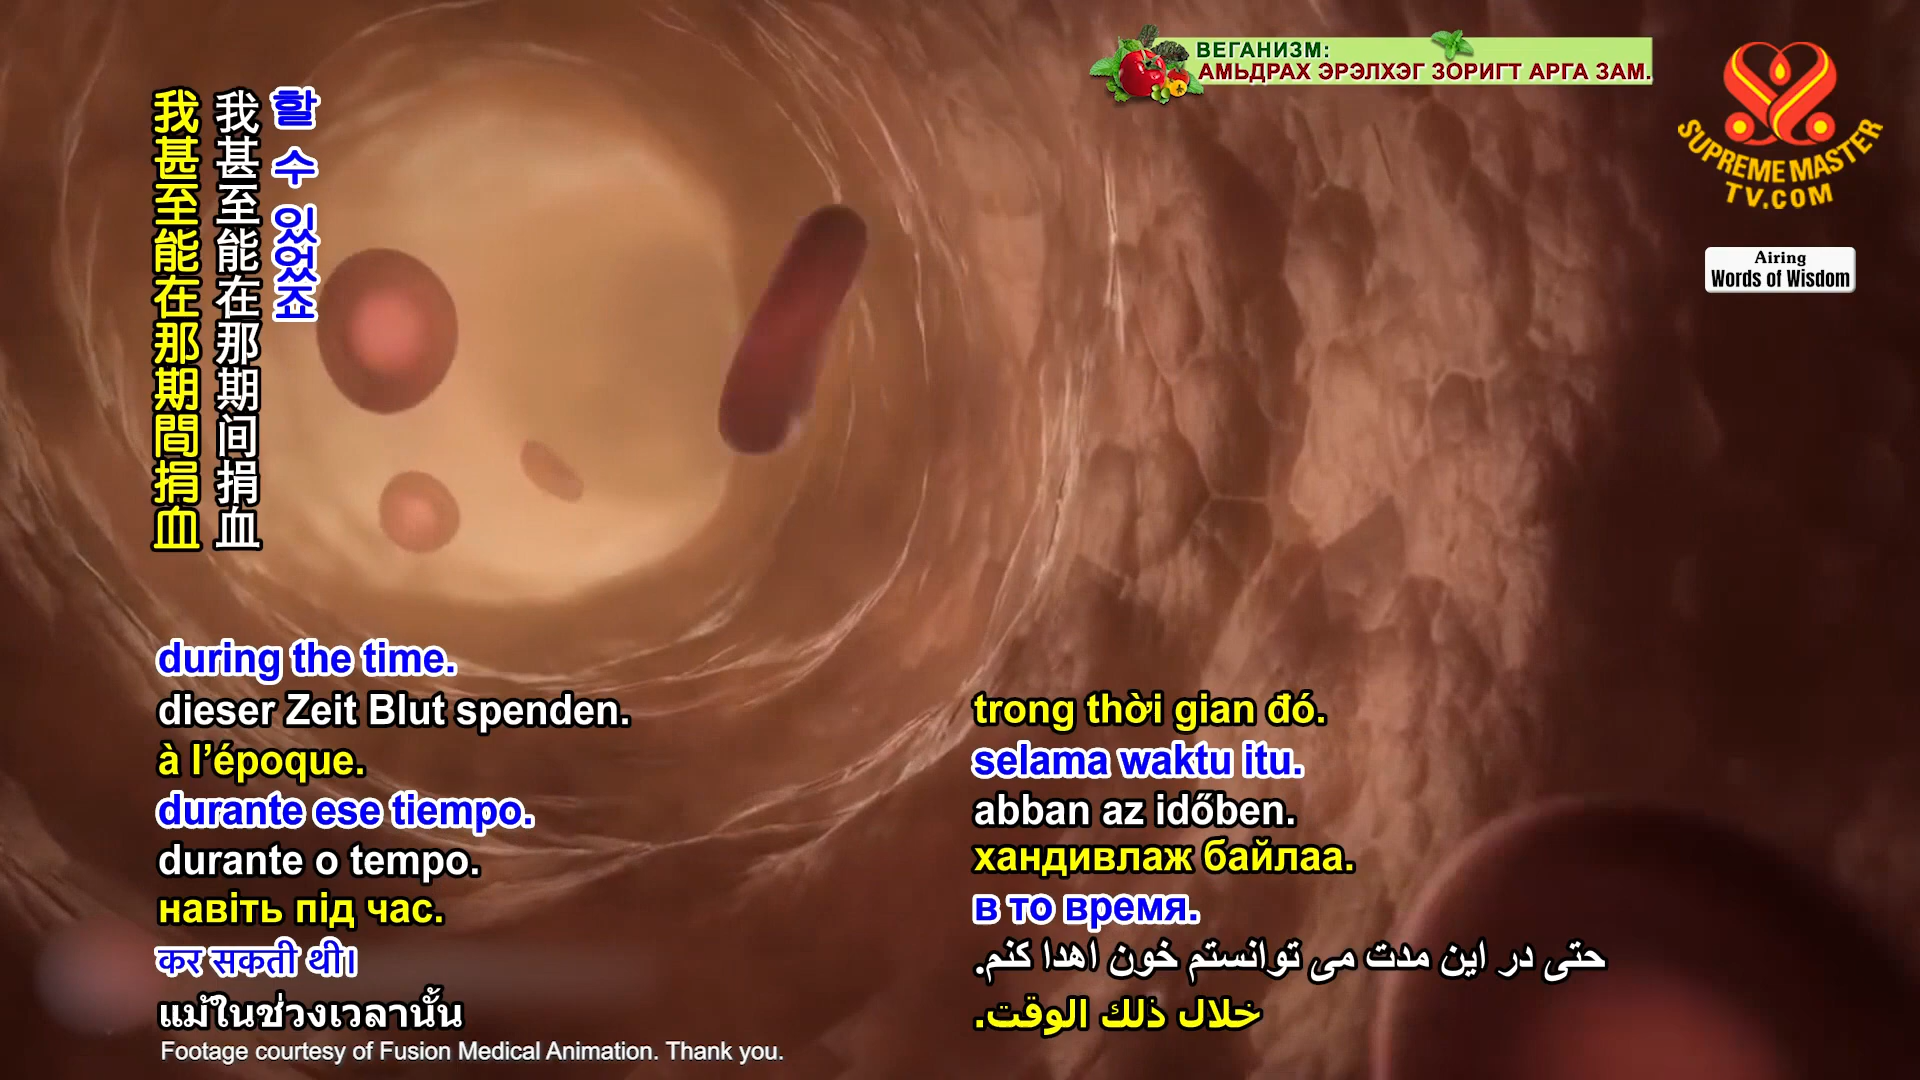 ВЕГАНИЗМ:
АМЬДРАХ ЭРЭЛХЭГ ЗОРИГТ АРГА ЗАМ.
SUPREME MASTER
TV.COM
Airing
Words of Wisdom
할 수 있었죠
我甚至能在那期间捐血
我甚至能在那期間捐血
during the time.
dieser Zeit Blut spenden.
à l’époque.
durante ese tiempo.
durante o tempo.
навіть під час.
कर सकती थी।
แม้ในช่วงเวลานั้น
trong thời gian đó.
selama waktu itu.
abban az időben.
хандивлаж байлаа.
в то время.
حتی در این مدت می توانستم خون اهدا کنم.
خلال ذلك الوقت.
Footage courtesy of Fusion Medical Animation. Thank you.